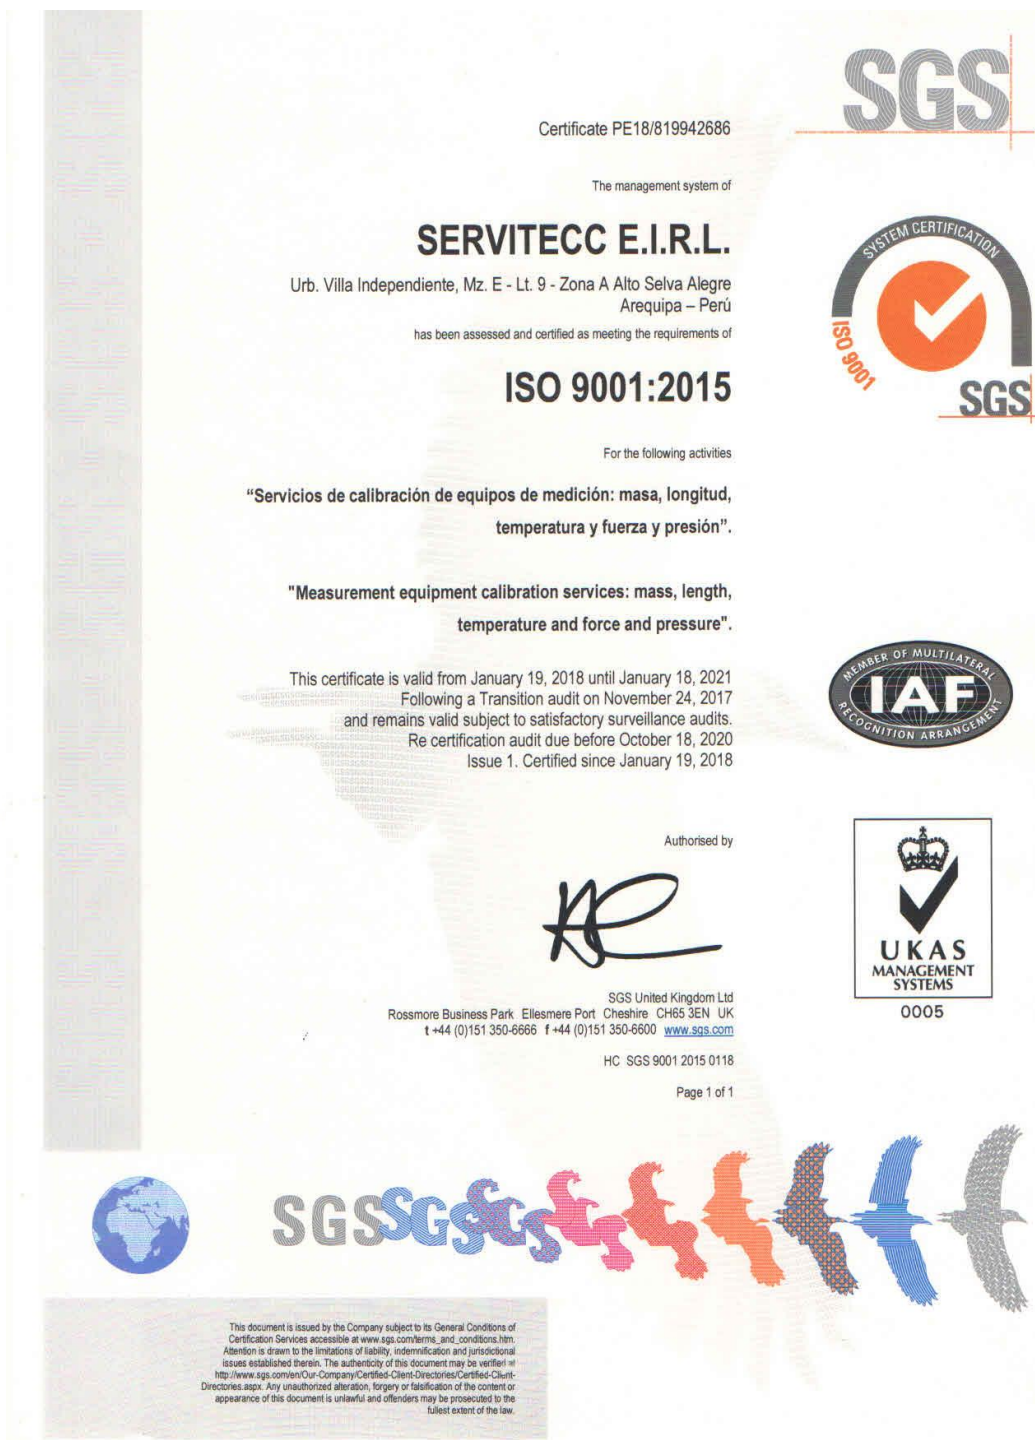 SGS
Certificate PE18/819942686
The management system of
SERVITECC E.I.R.L.
Urb. Villa Independiente, Mz. E - Lt. 9 - Zona A Alto Selva Alegre
Arequipa – Perú
has been assessed and certified as meeting the requirements of
ISO 9001:2015
SYSTEM CERTIFICATION
ISO 9001
SGS
For the following activities
“Servicios de calibración de equipos de medición: masa, longitud,
temperatura y fuerza y presión”.
"Measurement equipment calibration services: mass, length,
temperature and force and pressure".
This certificate is valid from January 19, 2018 until January 18, 2021
Following a Transition audit on November 24, 2017
and remains valid subject to satisfactory surveillance audits.
Re certification audit due before October 18, 2020
Issue 1. Certified since January 19, 2018
MEMBER OF MULTILATERAL
IAF
RECOGNITION ARRANGEMENT
Authorised by
UKAS
MANAGEMENT
SYSTEMS
0005
SGS United Kingdom Ltd
Rossmore Business Park Ellesmere Port Cheshire CH65 3EN UK
t +44 (0)151 350-6666 f +44 (0)151 350-6600 www.sgs.com
HC SGS 9001 2015 0118
Page 1 of 1
SGSSGSSGS
This document is issued by the Company subject to its General Conditions of
Certification Services accessible at www.sgs.com/terms_and_conditions.htm.
Attention is drawn to the limitations of liability, indemnification and jurisdictional
issues established therein. The authenticity of this document may be verified at
http://www.sgs.com/en/Our-Company/Certified-Client-Directories/Certified-Client-
Directories.aspx. Any unauthorized alteration, forgery or falsification of the content or
appearance of this document is unlawful and offenders may be prosecuted to the
fullest extent of the law.